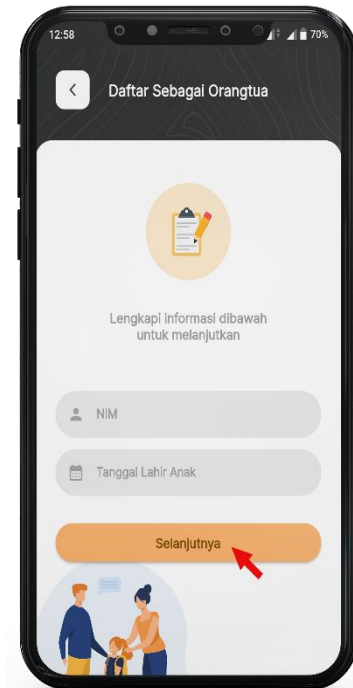 12:58
70%
Daftar Sebagai Orangtua
Lengkapi informasi dibawah
untuk melanjutkan
NIM
Tanggal Lahir Anak
Selanjutnya